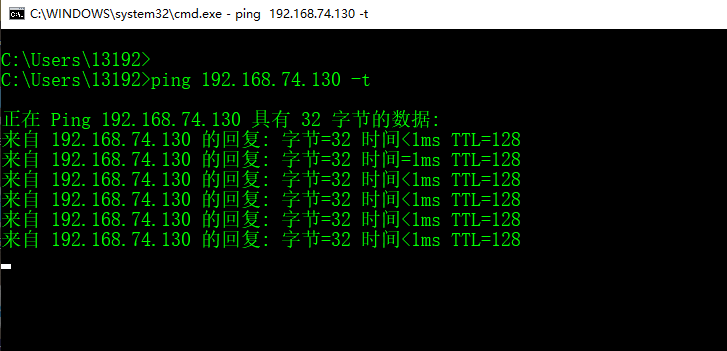 C:\WINDOWS\system32\cmd.exe - ping  192.168.74.130 -t
C:\Users\13192>
C:\Users\13192>ping 192.168.74.130 -t
正在 Ping 192.168.74.130 具有 32 字节的数据:
来自 192.168.74.130 的回复: 字节=32 时间<1ms TTL=128
来自 192.168.74.130 的回复: 字节=32 时间=1ms TTL=128
来自 192.168.74.130 的回复: 字节=32 时间<1ms TTL=128
来自 192.168.74.130 的回复: 字节=32 时间<1ms TTL=128
来自 192.168.74.130 的回复: 字节=32 时间<1ms TTL=128
来自 192.168.74.130 的回复: 字节=32 时间<1ms TTL=128